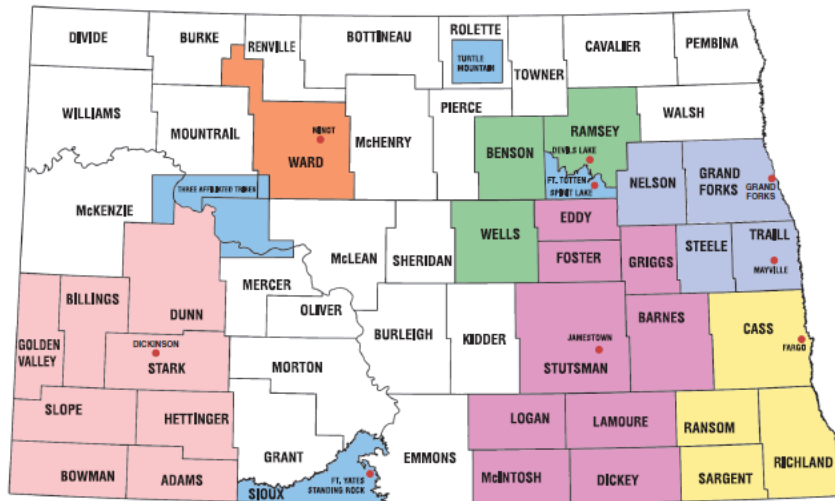 DIVIDE
BURKE
RENVILLE
BOTTINEAU
ROLETTE
TURTLE
MOUNTAIN
TOWNER
CAVALIER
PEMBINA
WILLIAMS
MOUNTRAIL
MINOT
WARD
McHENRY
PIERCE
BENSON
RAMSEY
DEVILS LAKE
WALSH
FT. TOTTEN
SPIRIT LAKE
NELSON
GRAND
FORKS
GRAND
FORKS
McKENZIE
THREE AFFILIATED TRIBES
McLEAN
SHERIDAN
WELLS
EDDY
FOSTER
GRIGGS
STEELE
TRAILL
MAYVILLE
GOLDEN
VALLEY
BILLINGS
DUNN
MERCER
OLIVER
DICKINSON
STARK
MORTON
BURLEIGH
KIDDER
JAMESTOWN
STUTSMAN
BARNES
CASS
FARGO
SLOPE
HETTINGER
GRANT
EMMONS
LOGAN
LAMOURE
RANSOM
RICHLAND
BOWMAN
ADAMS
SIOUX
FT. YATES
STANDING ROCK
McINTOSH
DICKEY
SARGENT